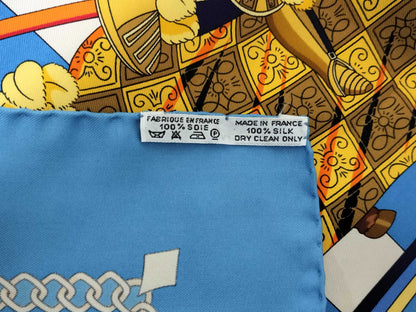 FABRIQUE EN FRANCE
100% SOIE
MADE IN FRANCE
100% SILK
DRY CLEAN ONLY